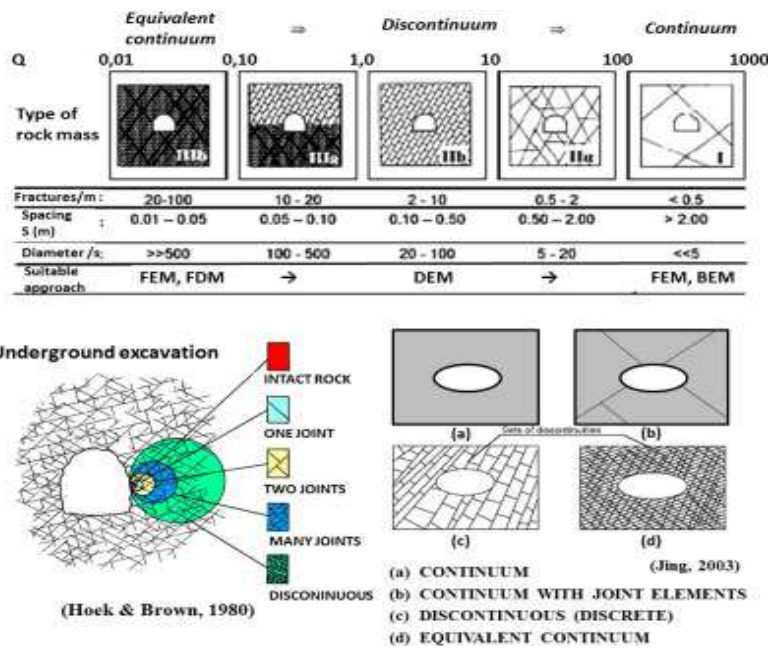 Equivalent continuum ⇒ Discontinuum ⇒ Continuum
Q 0,01 0,10 1,0 10 100 1000
Type of rock mass
IIIb IIIa IIb IIa I
Fractures/m : 20-100 10 - 20 2 - 10 0.5 - 2 < 0.5
Spacing S (m) : 0.01 – 0.05 0.05 – 0.10 0.10 – 0.50 0.50 - 2.00 > 2.00
Diameter /s: >>500 100 - 500 20 - 100 5 - 20 <<5
Suitable approach FEM, FDM → DEM → FEM, BEM
Underground excavation
INTACT ROCK
ONE JOINT
TWO JOINTS
MANY JOINTS
DISCONINUOUS
(Hoek & Brown, 1980)
(a) (b)
Sets of discontinuities
(c) (d)
(Jing, 2003)
(a) CONTINUUM
(b) CONTINUUM WITH JOINT ELEMENTS
(c) DISCONTINUOUS (DISCRETE)
(d) EQUIVALENT CONTINUUM